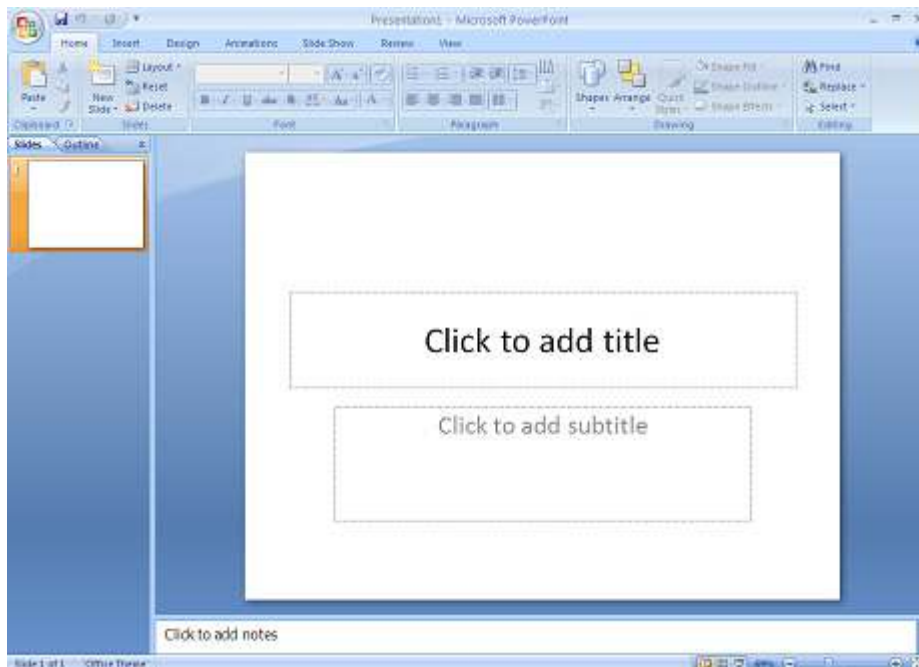 Presentation1 - Microsoft PowerPoint
Home Insert Design Animations Slide Show Review View
Paste
New
Slide
Layout
Reset
Delete
Shapes Arrange Quick
Styles
Shape Fill
Shape Outline
Shape Effects
Find
Replace
Select
Clipboard Slides Font Paragraph Drawing Editing
Slides Outline
1
Click to add title
Click to add subtitle
Click to add notes
Slide 1 of 1 "Office Theme"